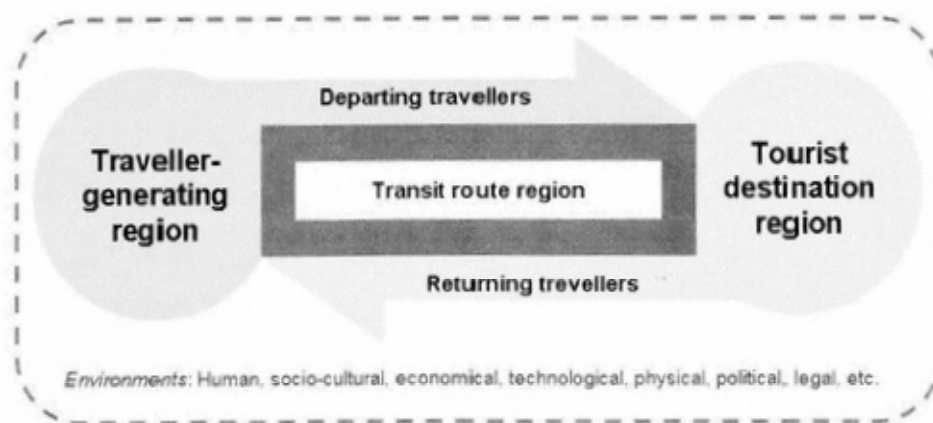 Departing travellers
Traveller-
generating
region
Transit route region
Tourist
destination
region
Returning trevellers
Environments: Human, socio-cultural, economical, technological, physical, political, legal, etc.